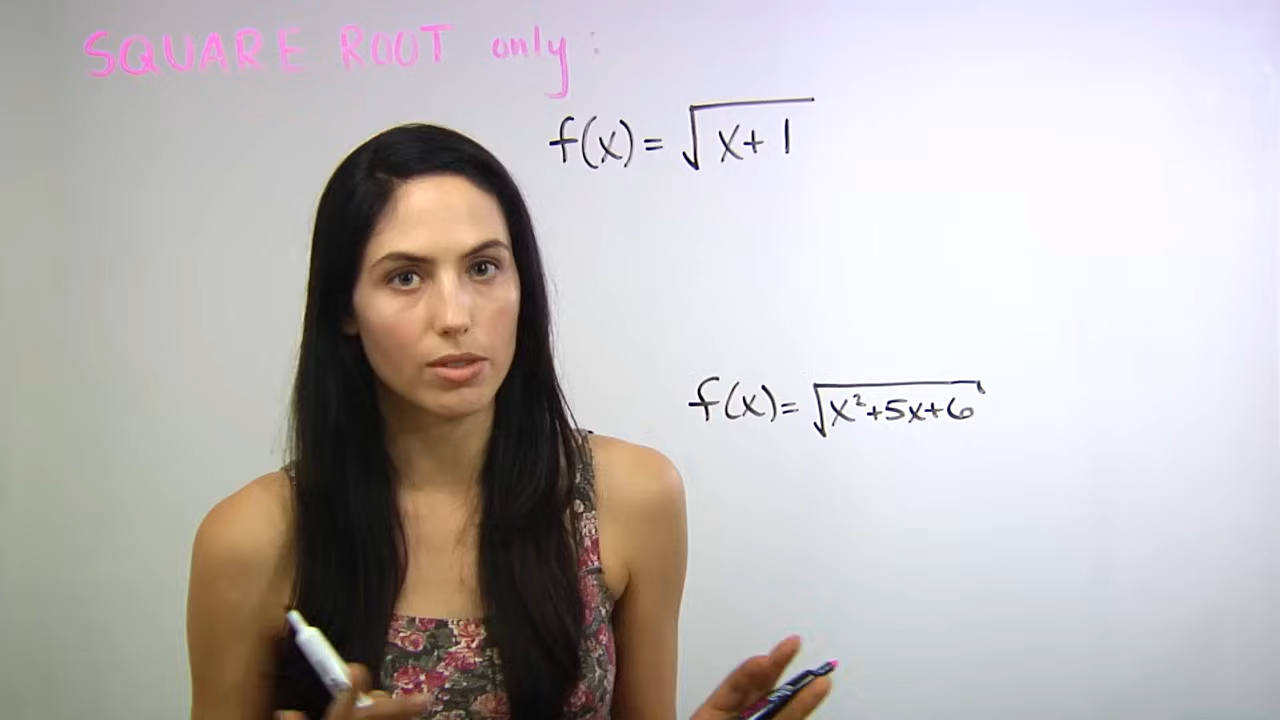 SQUARE ROOT only:
f(x) = √x+1
f(x) = √x²+5x+6